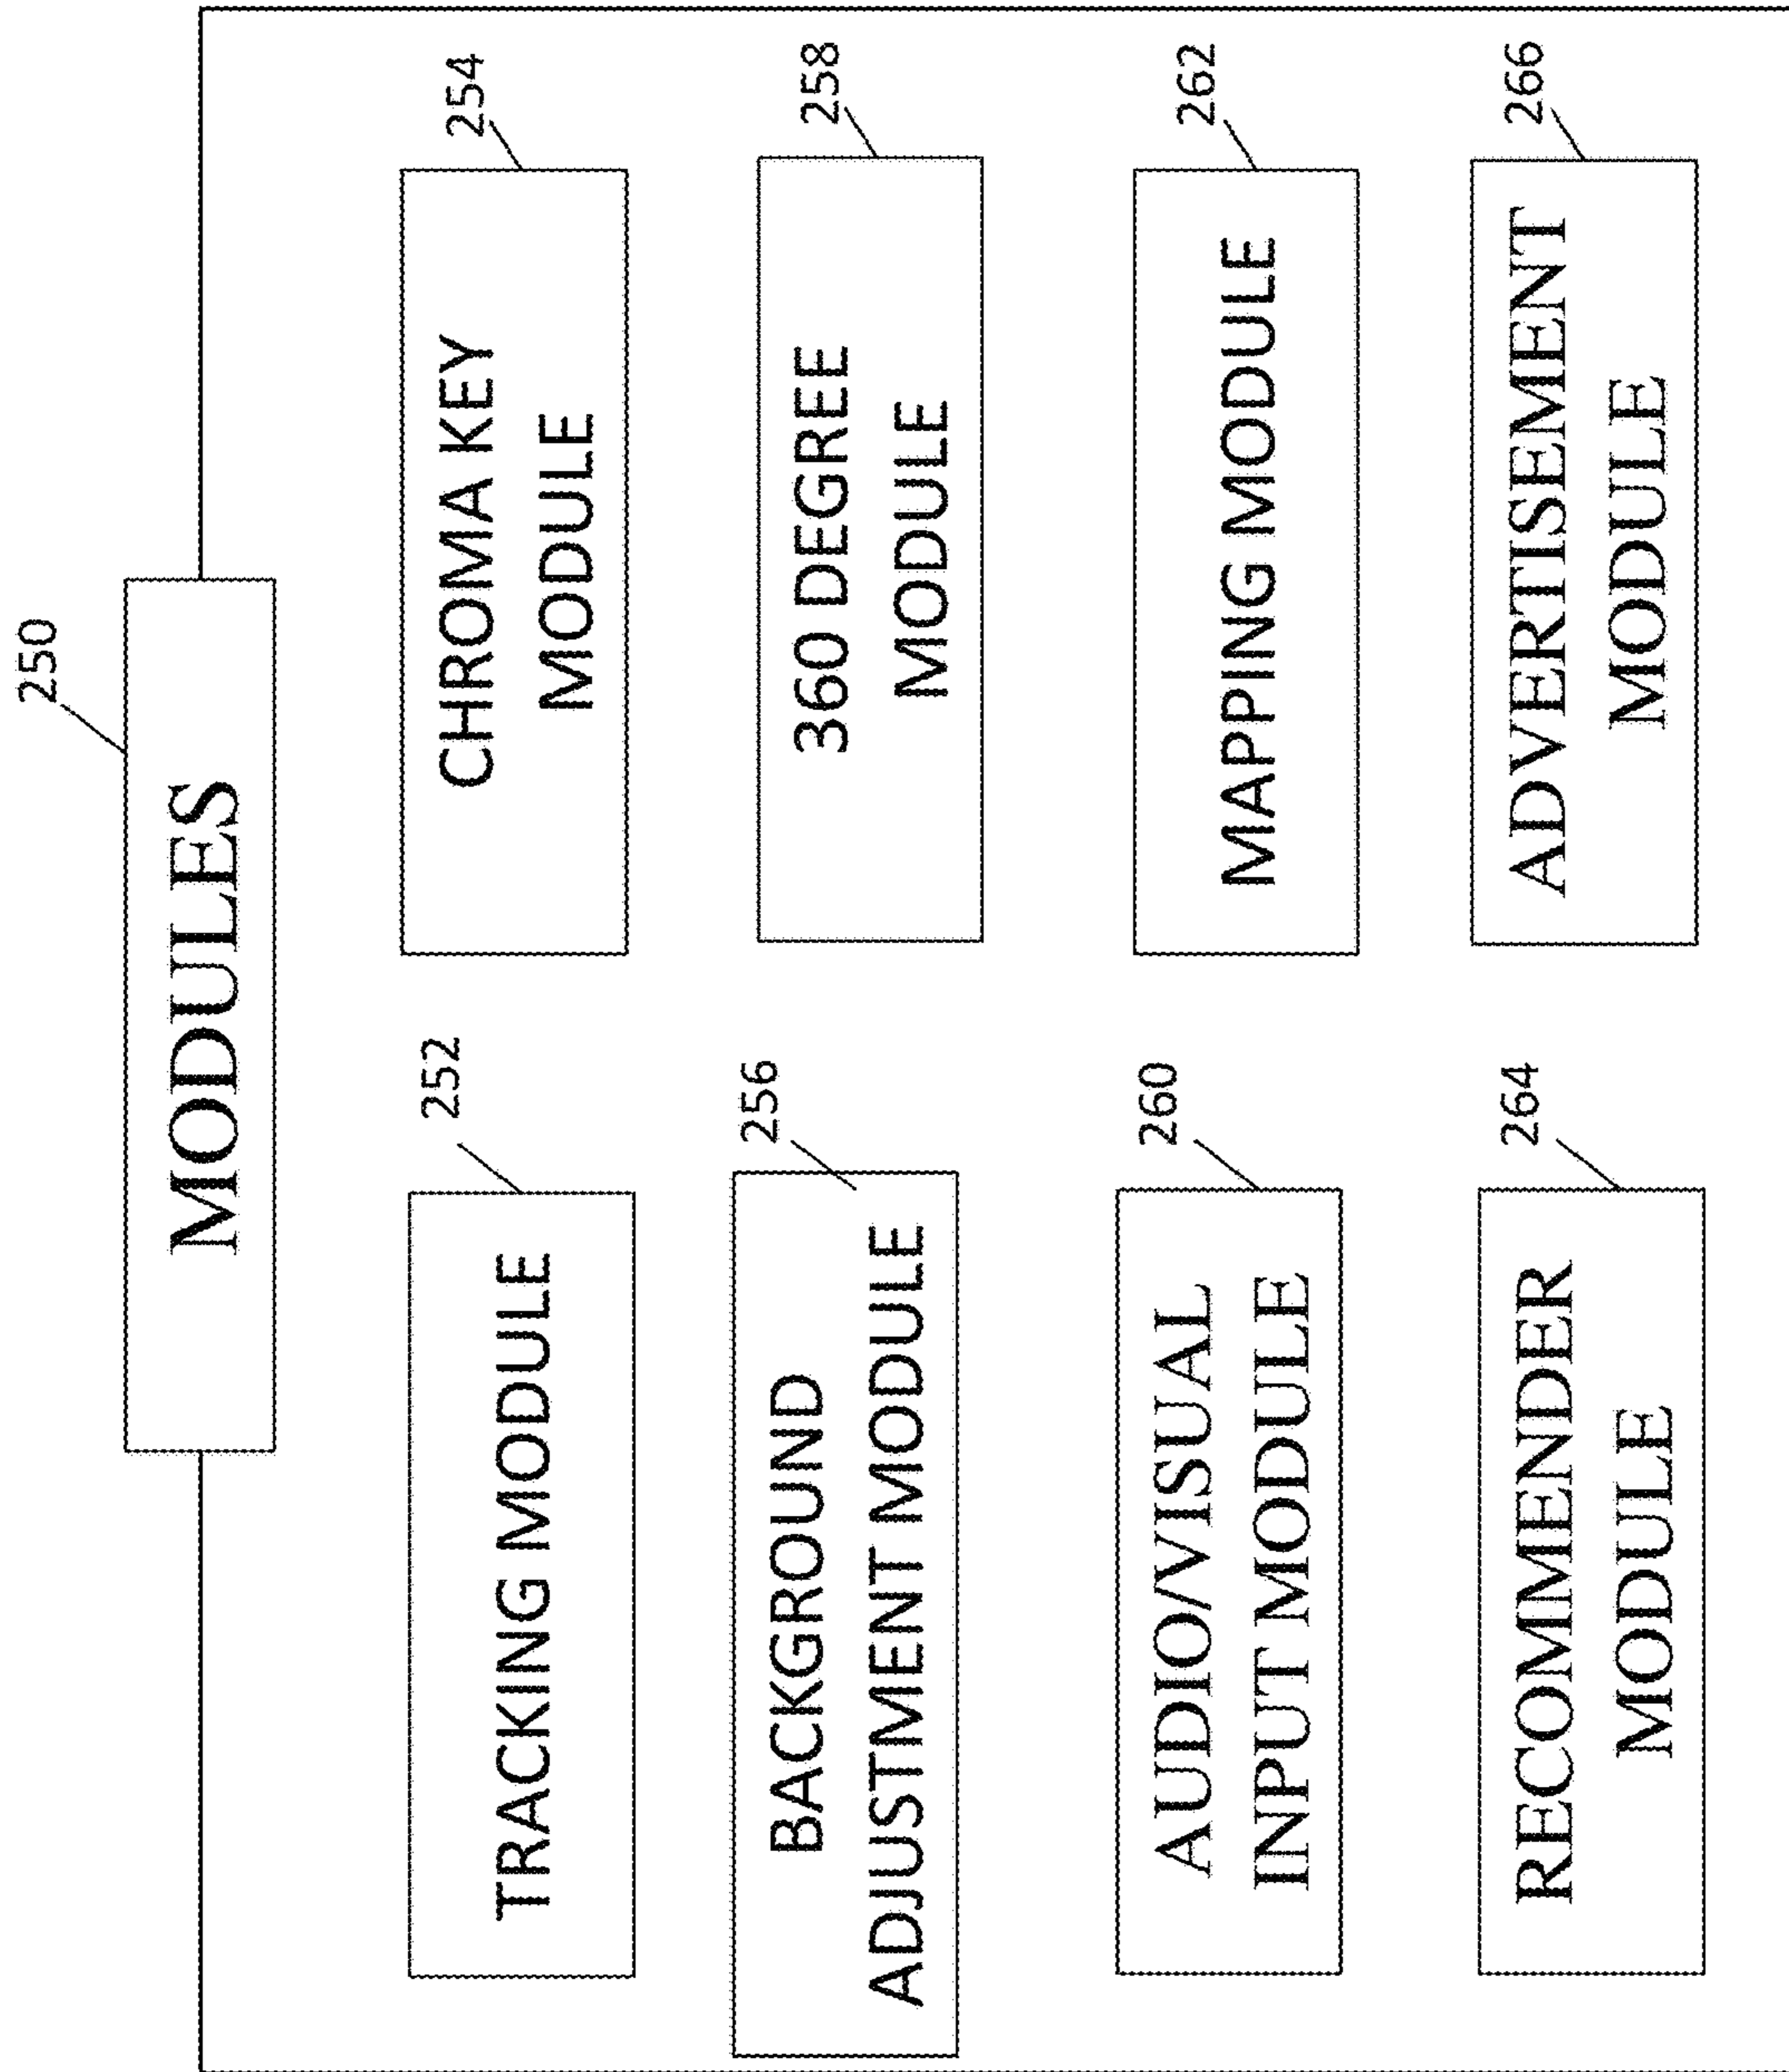 250
MODULES
252
TRACKING MODULE
254
CHROMA KEY
MODULE
256
BACKGROUND
ADJUSTMENT MODULE
258
360 DEGREE
MODULE
260
AUDIO/VISUAL
INPUT MODULE
262
MAPPING MODULE
264
RECOMMENDER
MODULE
266
ADVERTISEMENT
MODULE